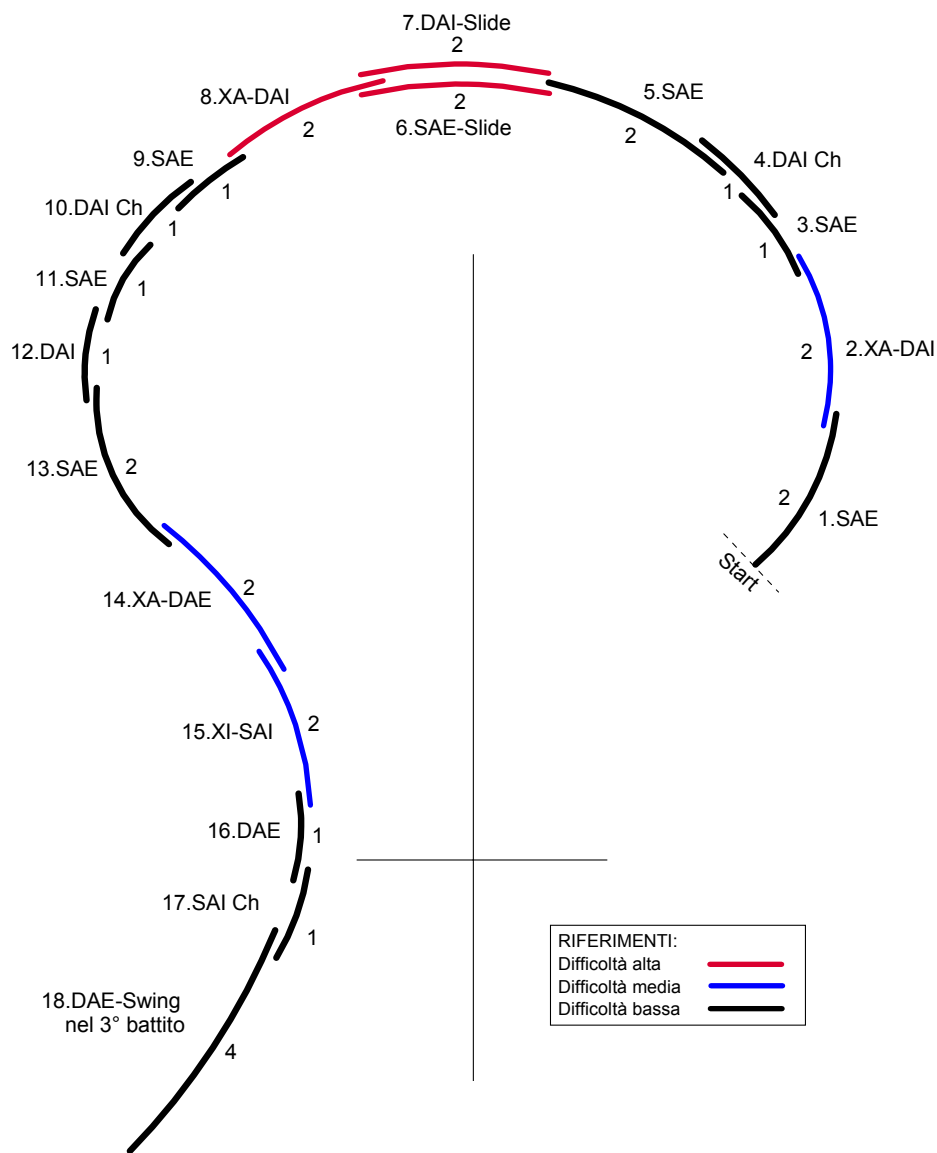 7.DAI-Slide
2
8.XA-DAI
2
2
6.SAE-Slide
5.SAE
2
9.SAE
1
4.DAI Ch
1
10.DAI Ch
1
3.SAE
1
11.SAE
1
12.DAI
1
2
2.XA-DAI
13.SAE
2
2
1.SAE
Start
14.XA-DAE
2
15.XI-SAI
2
16.DAE
1
17.SAI Ch
1
18.DAE-Swing
nel 3° battito
4
RIFERIMENTI:
Difficoltà alta
Difficoltà media
Difficoltà bassa